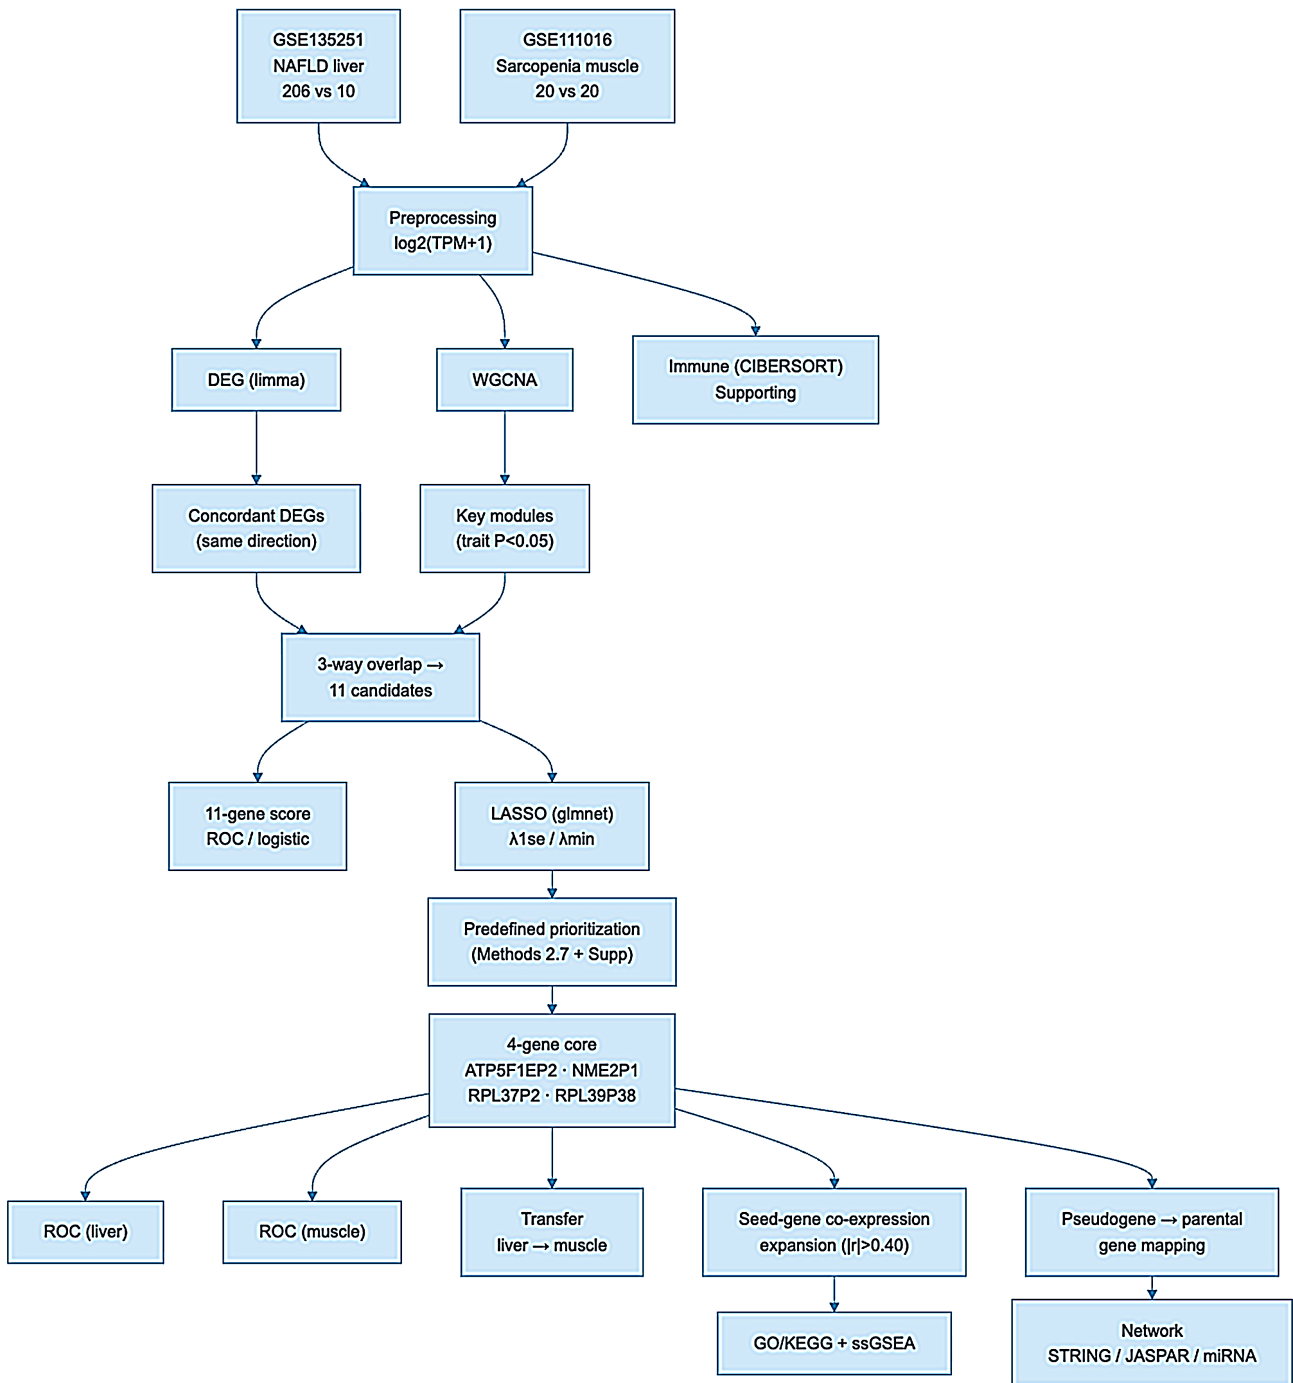 GSE135251
NAFLD liver
206 vs 10
GSE111016
Sarcopenia muscle
20 vs 20
Preprocessing
log2(TPM+1)
DEG (limma)
WGCNA
Immune (CIBERSORT)
Supporting
Concordant DEGs
(same direction)
Key modules
(trait P<0.05)
3-way overlap →
11 candidates
11-gene score
ROC / logistic
LASSO (glmnet)
λ1se / λmin
Predefined prioritization
(Methods 2.7 + Supp)
4-gene core
ATP5F1EP2 · NME2P1
RPL37P2 · RPL39P38
ROC (liver)
ROC (muscle)
Transfer
liver → muscle
Seed-gene co-expression
expansion (|r|>0.40)
Pseudogene → parental
gene mapping
GO/KEGG + ssGSEA
Network
STRING / JASPAR / miRNA